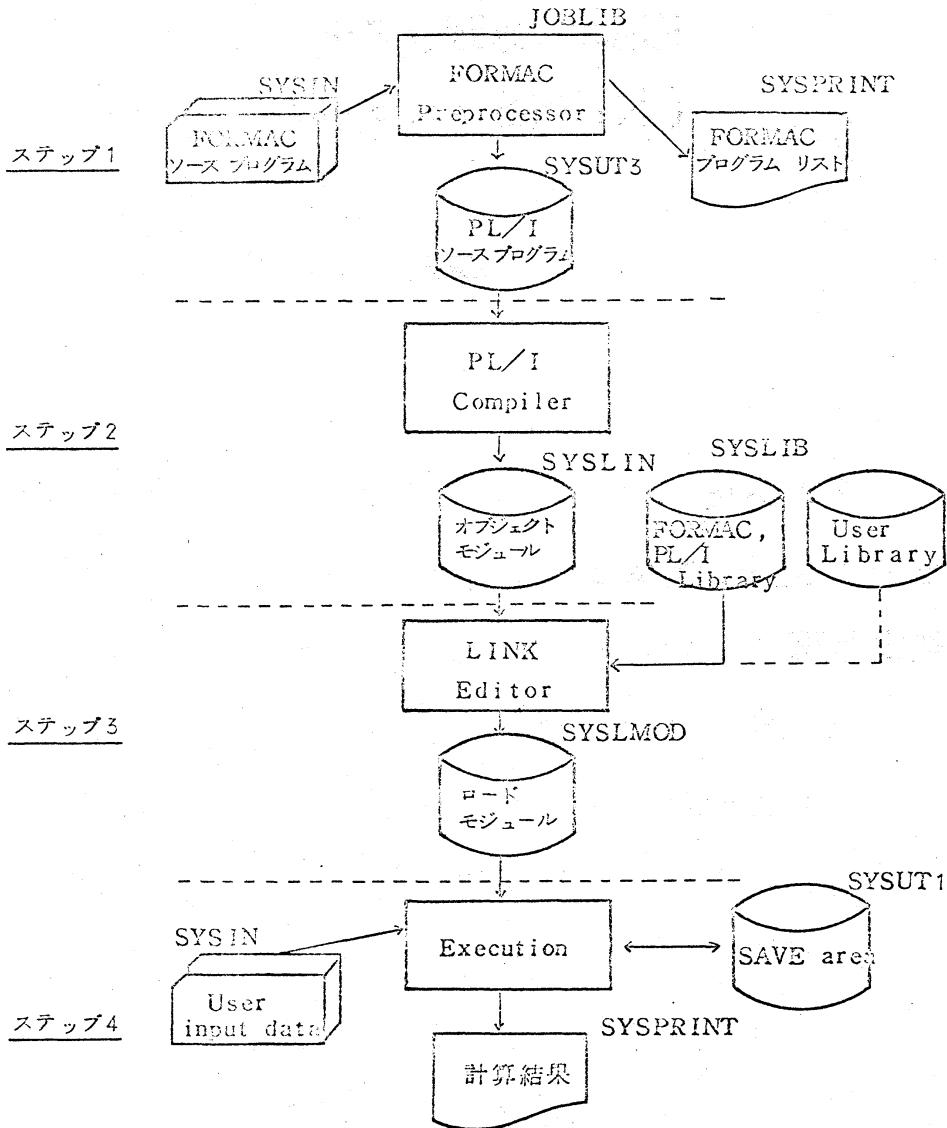 JOBLIB
FORMAC
Preprocessor
SYSIN
FORMAC
ソース プログラム
SYSPRINT
FORMAC
プログラム リスト
ステップ1
SYSUT3
PL/I
ソースプログラム
PL/I
Compiler
ステップ2
SYSLIN
オブジェクト
モジュール
SYSLIB
FORMAC,
PL/I
Library
User
Library
LINK
Editor
ステップ3
SYSLMOD
ロード
モジュール
SYSIN
User
input data
Execution
SYSUT1
SAVE area
ステップ4
SYSPRINT
計算結果